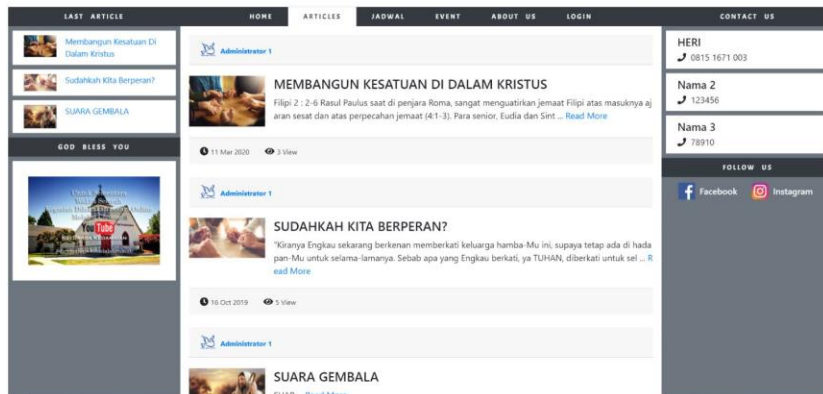 LAST ARTICLE
Membangun Kesatuan Di
Dalam Kristus
Sudahkah Kita Berperan?
SUARA GEMBALA
GOD BLESS YOU
You Tube
HOME ARTICLES JADWAL EVENT ABOUT US LOGIN
Administrator 1
MEMBANGUN KESATUAN DI DALAM KRISTUS
Filipi 2 : 2-6 Rasul Paulus saat di penjara Roma, sangat menguatirkan jemaat Filipi atas masuknya aj
aran sesat dan atas perpecahan jemaat (4:1-3). Para senior, Eudia dan Sint ... Read More
11 Mar 2020 3 View
Administrator 1
SUDAHKAH KITA BERPERAN?
"Kiranya Engkau sekarang berkenan memberkati keluarga hamba-Mu ini, supaya tetap ada di hada
pan-Mu untuk selama-lamanya. Sebab apa yang Engkau berkati, ya TUHAN, diberkati untuk sel ... R
ead More
16 Oct 2019 5 View
Administrator 1
SUARA GEMBALA
CONTACT US
HERI
0815 1671 003
Nama 2
123456
Nama 3
78910
FOLLOW US
Facebook Instagram